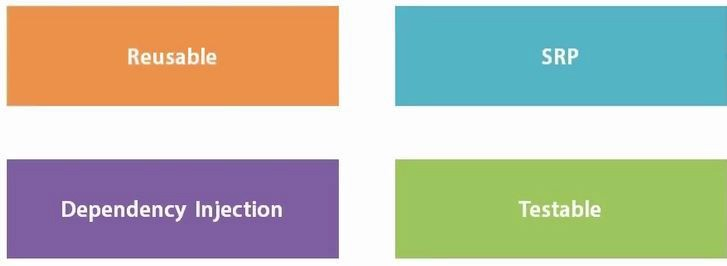 Reusable
SRP
Dependency Injection
Testable